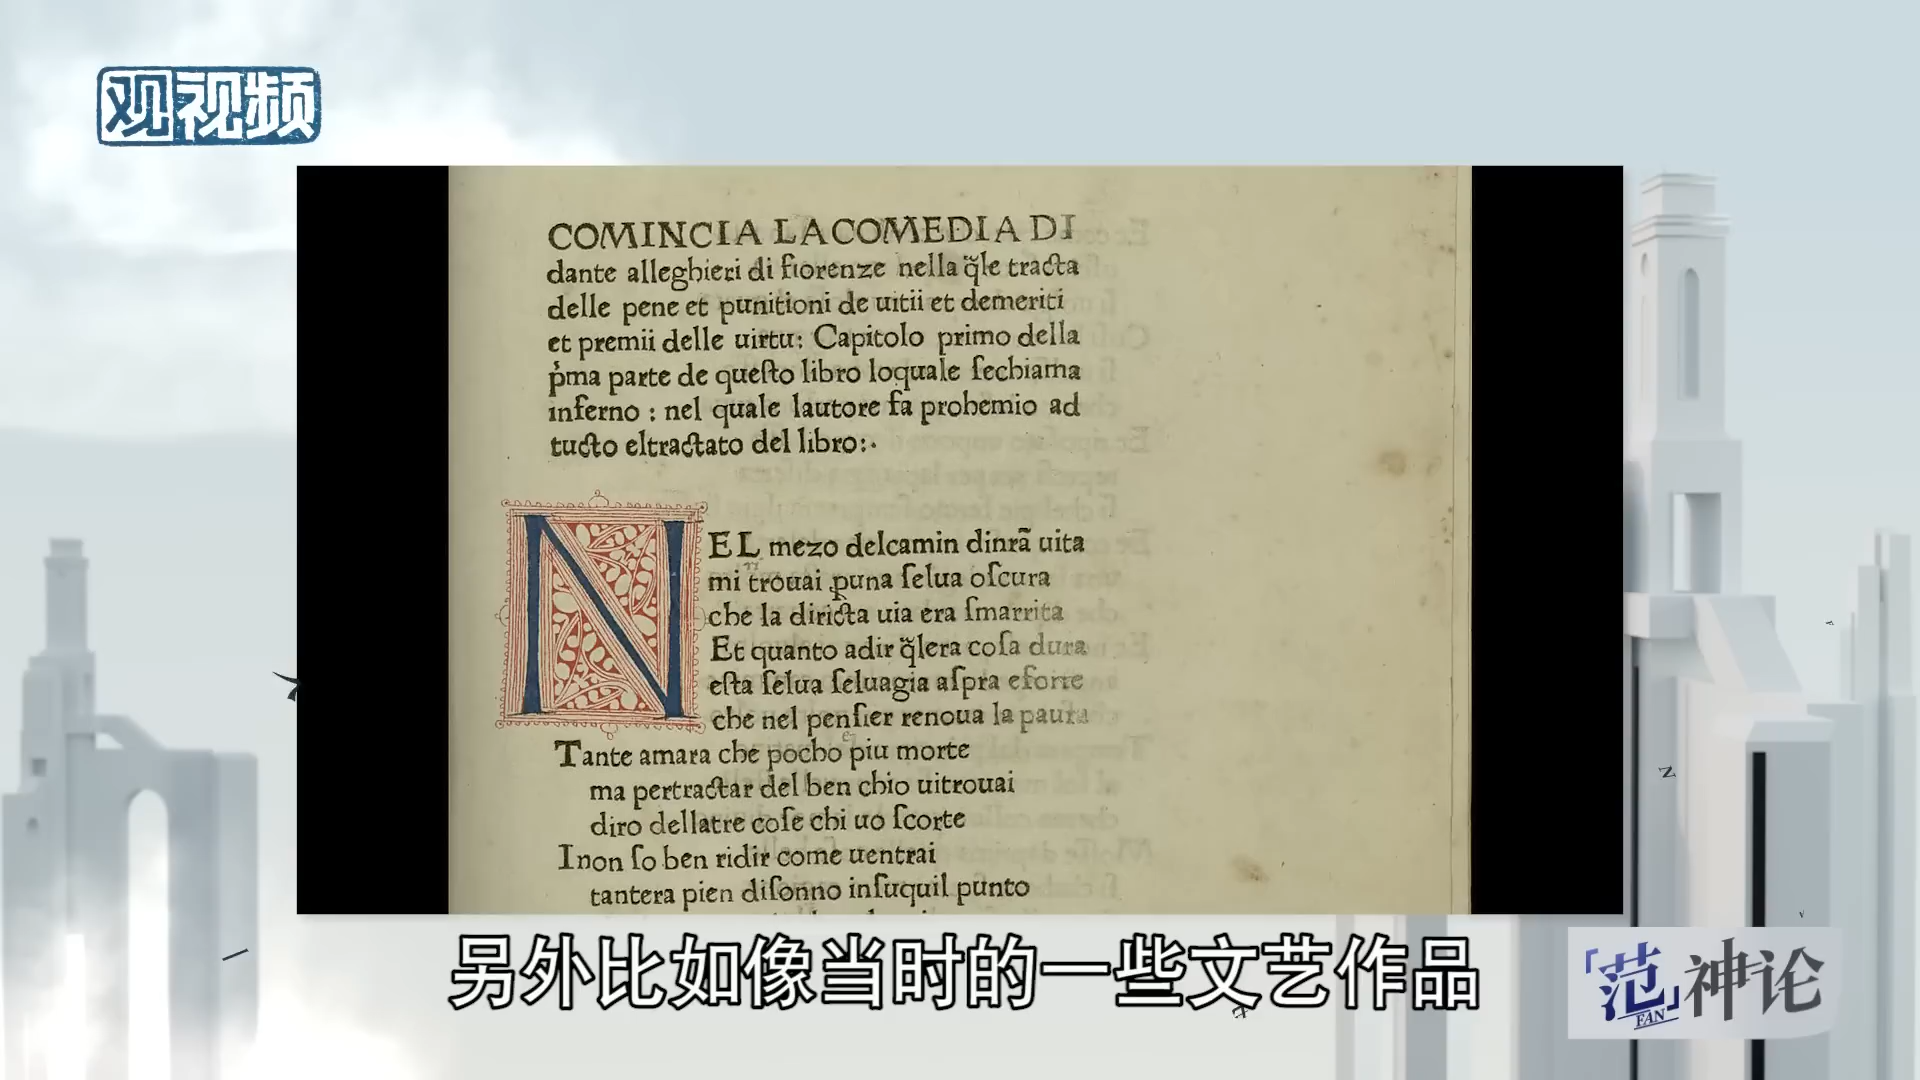 观视频
COMINCIA LA COMEDIA DI
dante alleghieri di fiorenze nella q̃le tracta
delle pene et punitioni de uitii et demeriti
et premii delle uirtu: Capitolo primo della
p̓ma parte de queſto libro loquale ſechiama
inferno : nel quale lautore fa probemio ad
tucto eltractato del libro:·
NEL mezo delcamin dinr̃a uita
mi trouai ꝑuna ſelua oſcura
che la diricta uia era ſmarrita
Et quanto adir q̃lera coſa dura
eſta ſelua ſeluagia aſpra eforte
che nel penſier renoua la paura
Tante amara che pocho piu morte
ma pertractar del ben chio uitrouai
diro dellatre coſe chi uo ſcorte
Inon ſo ben ridir come uentrai
tantera pien diſonno inſuquil punto
另外比如像当时的一些文艺作品
「范」神论
FAN